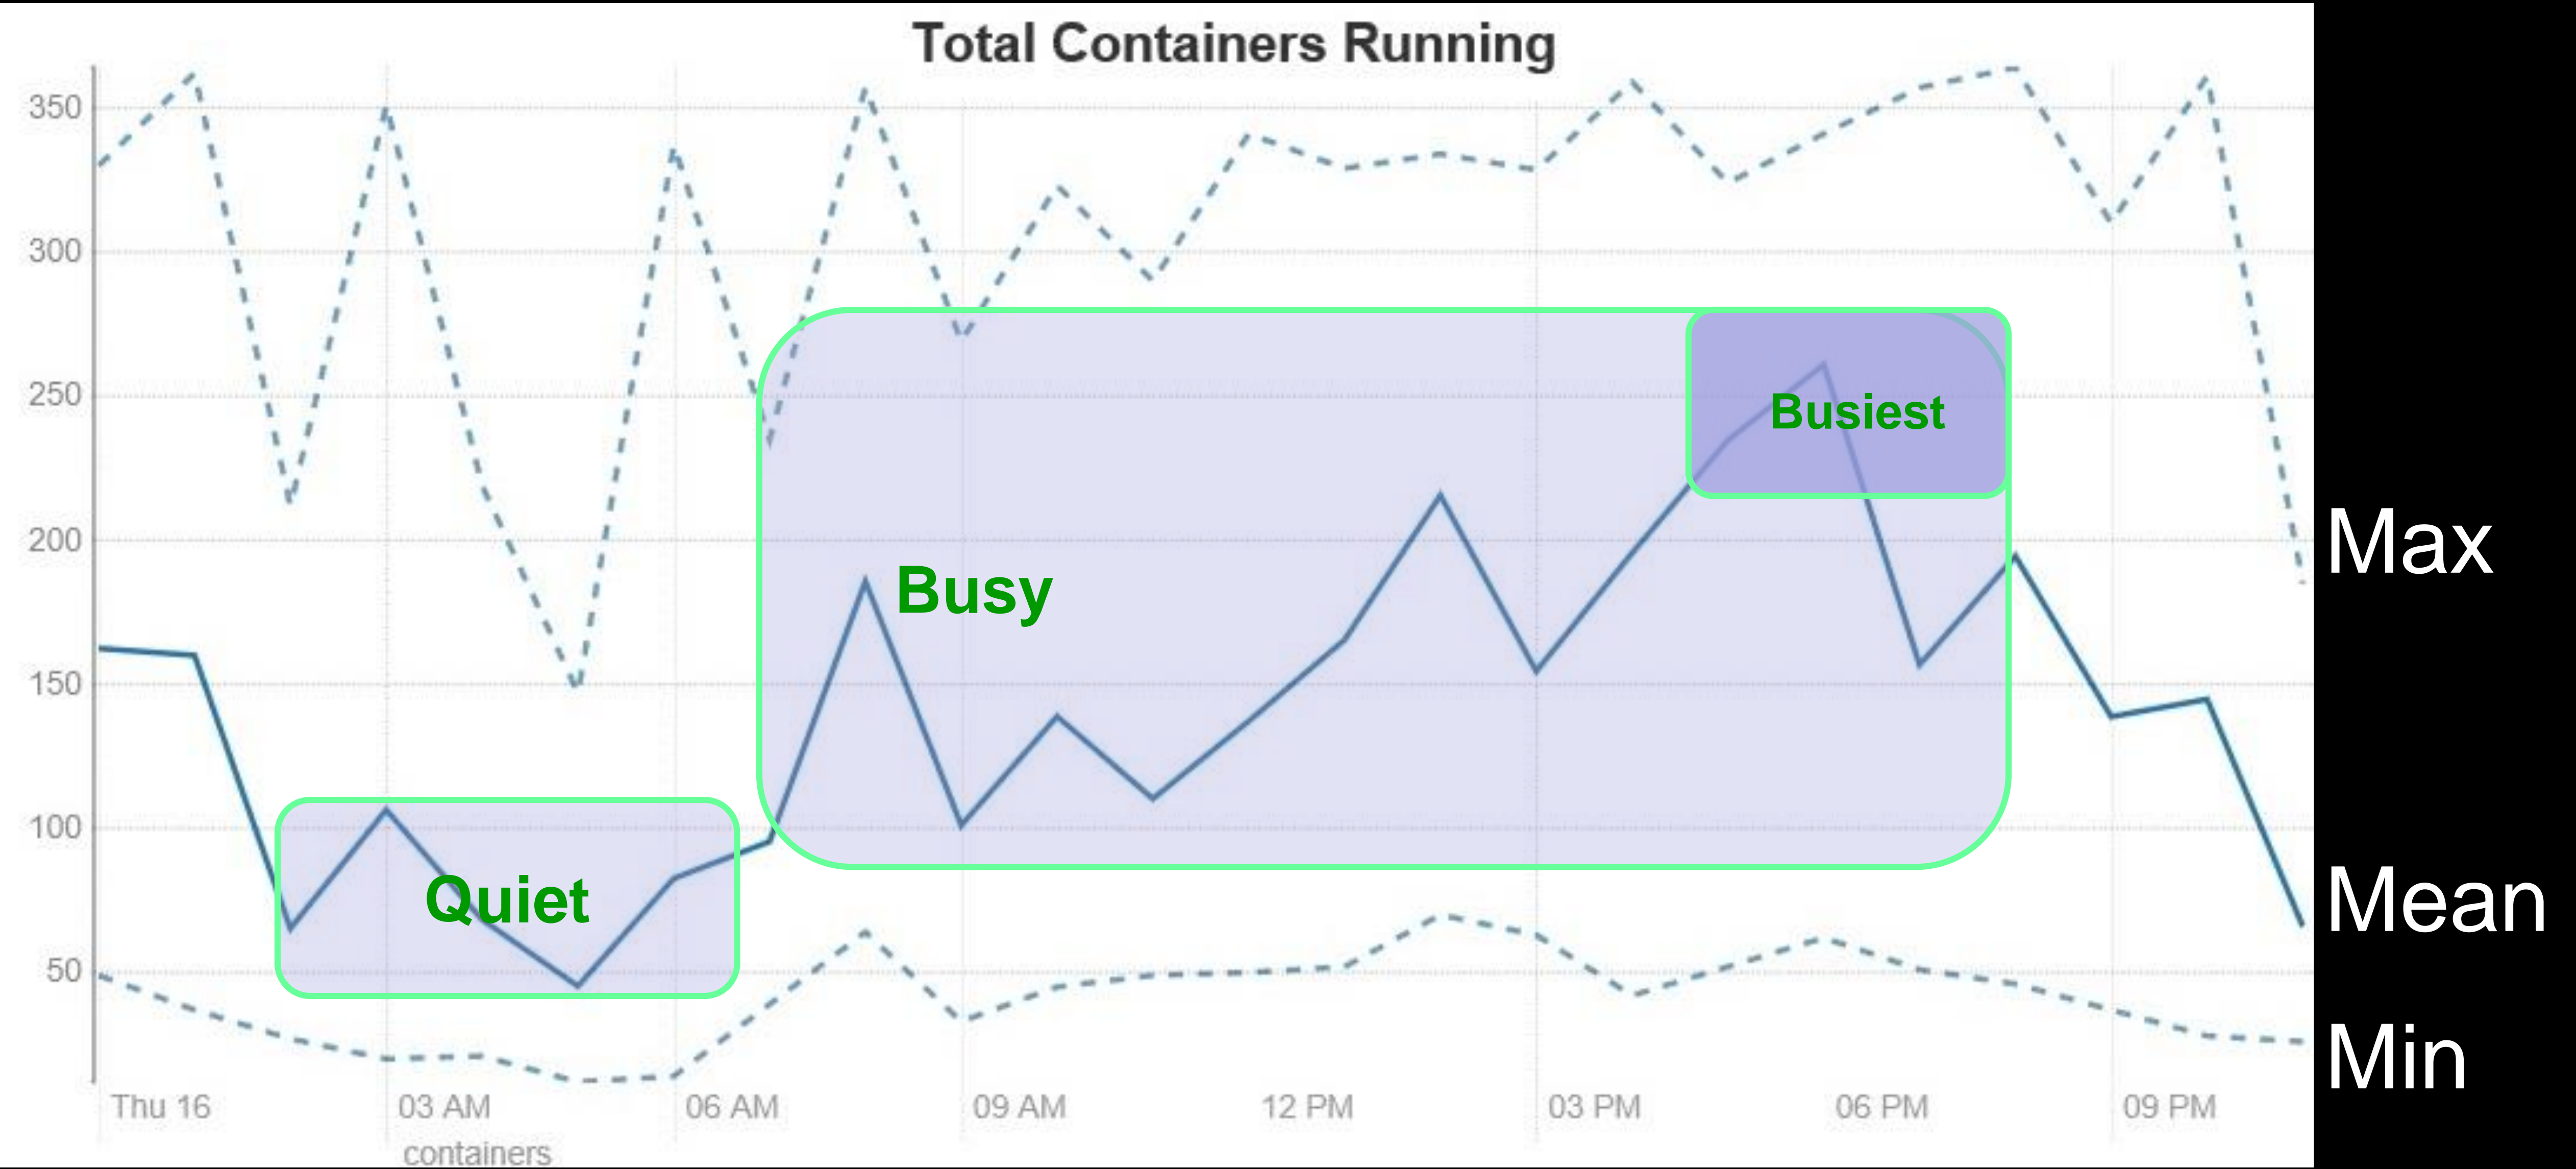 Total Containers Running
350
300
250
200
150
100
50
Busiest
Busy
Quiet
Max
Mean
Min
Thu 16 03 AM 06 AM 09 AM 12 PM 03 PM 06 PM 09 PM
containers